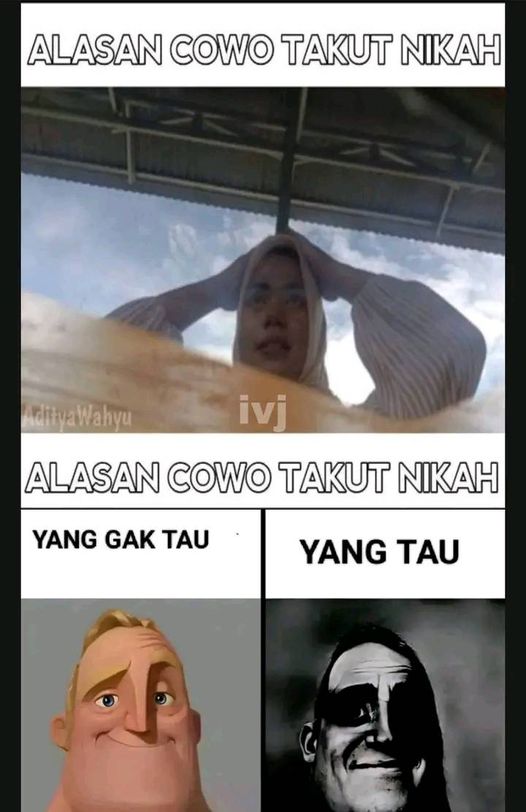 ALASAN COWO TAKUT NIKAH
AdityaWahyu
ivj
ALASAN COWO TAKUT NIKAH
YANG GAK TAU
YANG TAU